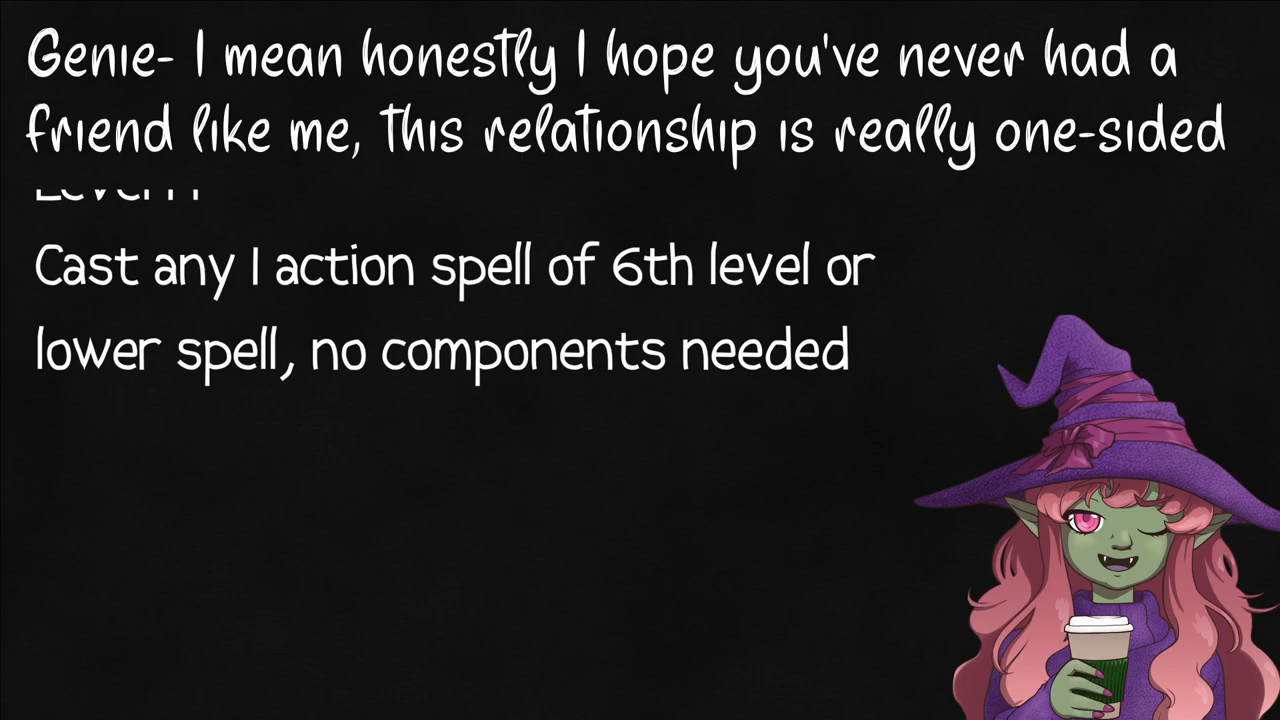 Genie- I mean honestly I hope you've never had a
friend like me, this relationship is really one-sided
Cast any 1 action spell of 6th level or
lower spell, no components needed